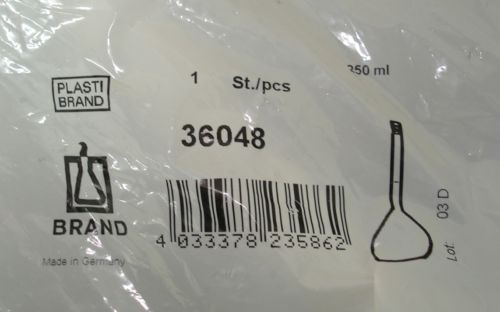 PLASTI
BRAND
1 St./pcs
250 ml
36048
BRAND
4 033378 235862
Made in Germany
Lot. 03 D